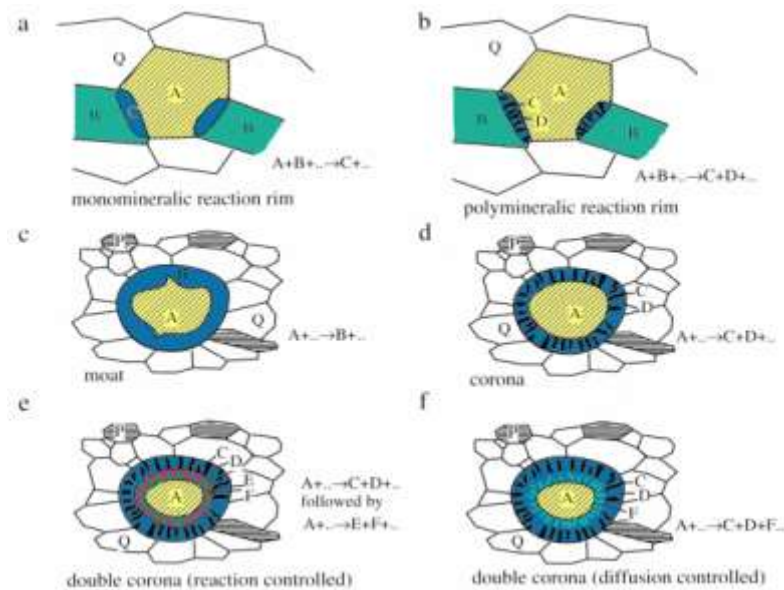 a
Q
A
B
C
B
A+B+..→C+..
monomineralic reaction rim
b
Q
A
C
D
B
B
A+B+..→C+D+..
polymineralic reaction rim
c
P
B
A
Q
A+..→B+..
moat
d
P
A
C
D
Q
A+..→C+D+..
corona
e
P
C
D
E
F
A
Q
A+..→C+D+..
followed by
A+..→E+F+..
double corona (reaction controlled)
f
P
C
D
F
A
Q
A+..→C+D+F..
double corona (diffusion controlled)